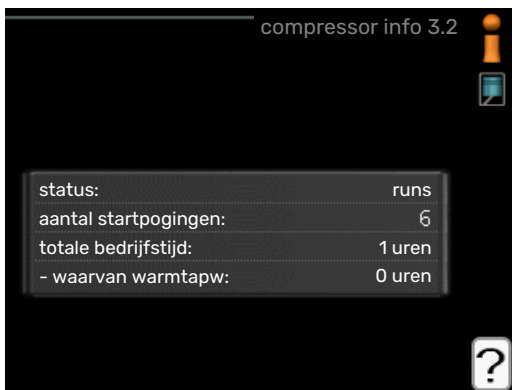 compressor info 3.2
status: runs
aantal startpogingen: 6
totale bedrijfstijd: 1 uren
- waarvan warmtapw: 0 uren
?